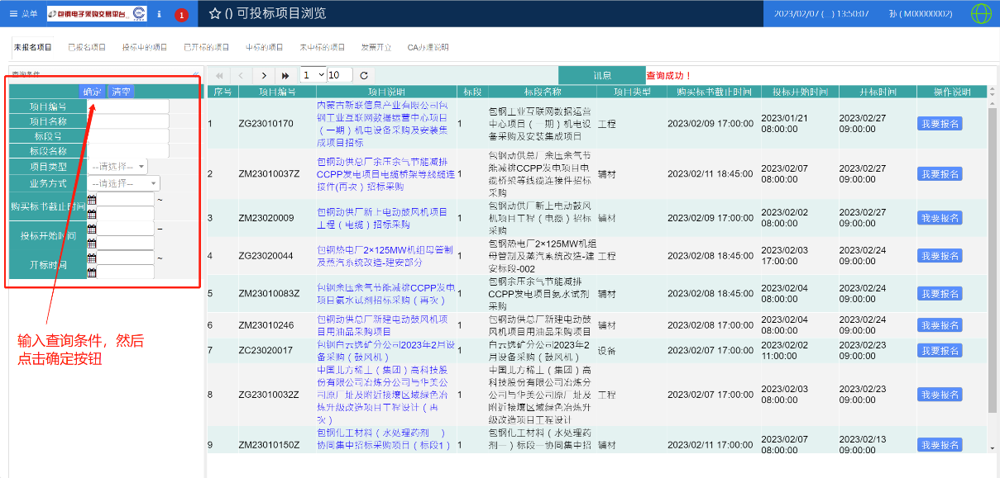 菜单
包钢电子采购交易平台
i
1
() 可投标项目浏览
2023/02/07 (...) 13:50:07
孙 ( M00000002)
未报名项目
已报名项目
投标中的项目
已开标的项目
中标的项目
未中标的项目
发票开立
CA办理说明
查询条件
确定
清空
项目编号
项目名称
标段号
标段名称
项目类型
--请选择--
业务方式
--请选择--
购买标书截止时间
~
投标开始时间
~
开标时间
~
输入查询条件，然后
点击确定按钮
1
10
讯息
查询成功！
序号
项目编号
项目说明
标段
标段名称
项目类型
购买标书截止时间
投标开始时间
开标时间
操作说明
1
ZG23010170
内蒙古新联信息产业有限公司包
钢工业互联网数据运营中心项目
（一期）机电设备采购及安装集
成项目招标
1
包钢工业互联网数据运营
中心项目（一期）机电设
备采购及安装集成项目
工程
2023/02/09 17:00:00
2023/01/21
08:00:00
2023/02/27
09:00:00
我要报名
2
ZM23010037Z
包钢动供总厂余压余气节能减排
CCPP发电项目电缆桥架等线缆连
接件(再次）招标采购
1
包钢动供总厂余压余气节
能减排CCPP发电项目电
缆桥架等线缆连接件招标
采购
辅材
2023/02/11 18:45:00
2023/02/07
08:00:00
2023/02/27
09:00:00
我要报名
3
ZM23020009
包钢动供厂新上电动鼓风机项目
工程（电缆）招标采购
1
包钢动供厂新上电动鼓风
机项目工程（电缆）招标
采购
辅材
2023/02/09 17:00:00
2023/02/02
08:00:00
2023/02/27
09:00:00
我要报名
4
ZG23020044
包钢热电厂2×125MW机组母管制
及蒸汽系统改造-建安部分
1
包钢热电厂2×125MW机组
母管制及蒸汽系统改造-建
安标段-002
工程
2023/02/08 18:00:00
2023/02/03
17:00:00
2023/02/24
09:00:00
我要报名
5
ZM23010083Z
包钢余压余气节能减排CCPP发电
项目氨水试剂招标采购（再次）
1
包钢余压余气节能减排
CCPP发电项目氨水试剂
采购
辅材
2023/02/08 18:45:00
2023/02/04
08:00:00
2023/02/24
09:00:00
我要报名
6
ZM23010246
包钢动供总厂新建电动鼓风机项
目用油品采购项目
1
包钢动供总厂新建电动鼓
风机项目用油品采购项目
辅材
2023/02/07 17:00:00
2023/02/04
08:00:00
2023/02/24
09:00:00
我要报名
7
ZC23020017
包钢白云选矿分公司2023年2月设
备采购（鼓风机）
1
白云选矿分公司2023年2
月设备采购（鼓风机）
设备
2023/02/07 17:00:00
2023/02/02
11:00:00
2023/02/23
09:00:00
我要报名
8
ZG23010032Z
中国北方稀土（集团）高科技股
份有限公司冶炼分公司与华美公
司原厂址及附近接壤区域绿色冶
炼升级改造项目工程设计（再
次）
1
中国北方稀土（集团）高
科技股份有限公司冶炼分
公司与华美公司原厂址及
附近接壤区域绿色冶炼升
级改造项目工程设计
工程
2023/02/07 17:00:00
2023/02/03
08:00:00
2023/02/23
09:00:00
我要报名
9
ZM23010150Z
包钢化工材料（水处理药剂一）
协同集中招标采购项目（标段1）
1
包钢化工材料（水处理药
剂一）标段一协同集中招
辅材
2023/02/11 17:00:00
2023/02/07
08:00:00
2023/02/13
09:00:00
我要报名